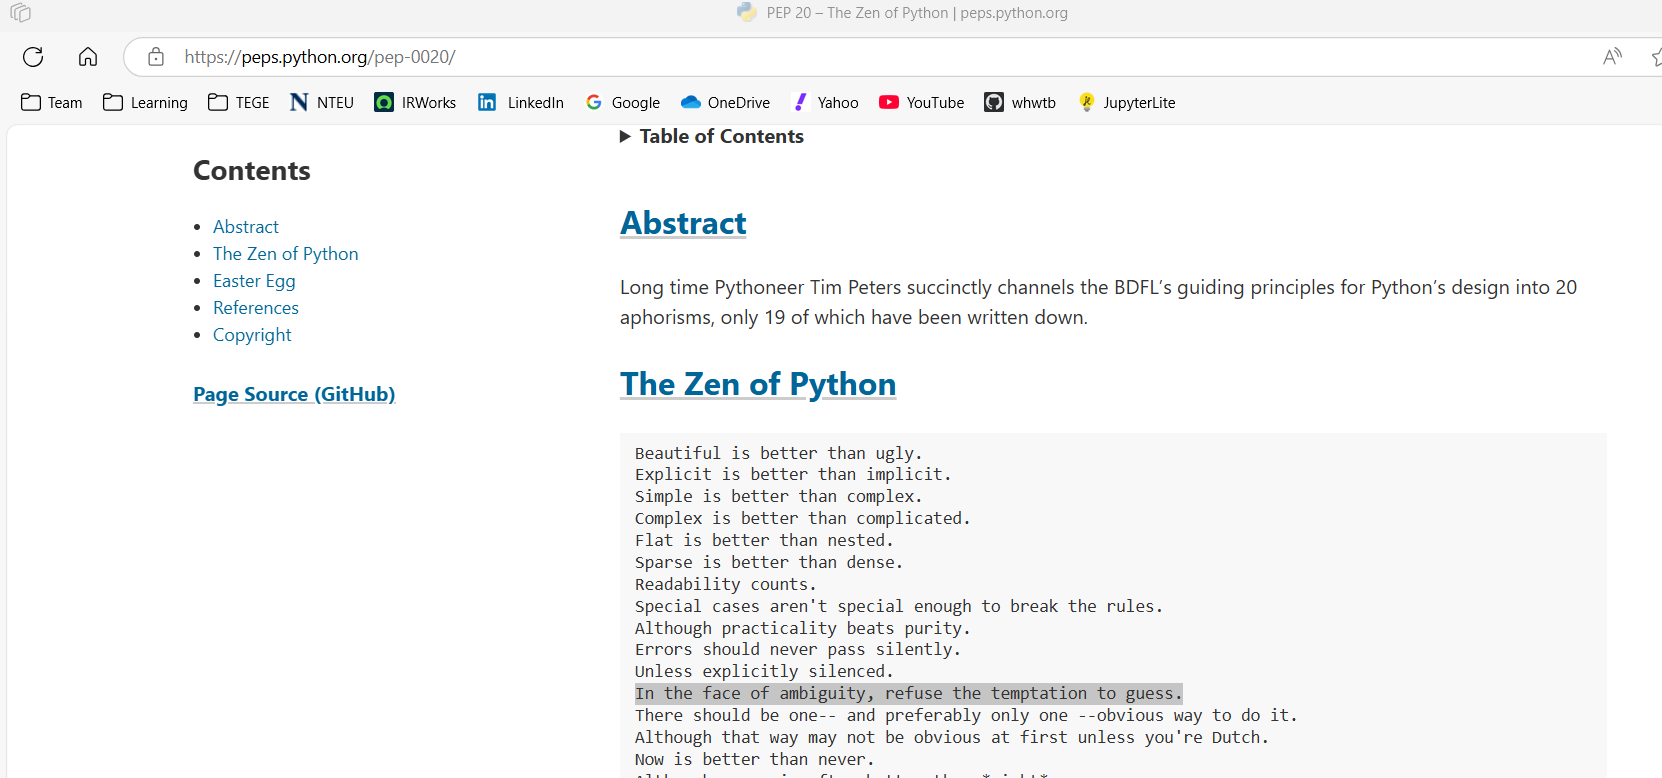 PEP 20 – The Zen of Python | peps.python.org
https://peps.python.org/pep-0020/
Team Learning TEGE NTEU IRWorks LinkedIn Google OneDrive Yahoo YouTube whwtb JupyterLite
Table of Contents
Contents
Abstract
The Zen of Python
Easter Egg
References
Copyright
Page Source (GitHub)
Abstract
Long time Pythoneer Tim Peters succinctly channels the BDFL’s guiding principles for Python’s design into 20
aphorisms, only 19 of which have been written down.
The Zen of Python
Beautiful is better than ugly.
Explicit is better than implicit.
Simple is better than complex.
Complex is better than complicated.
Flat is better than nested.
Sparse is better than dense.
Readability counts.
Special cases aren't special enough to break the rules.
Although practicality beats purity.
Errors should never pass silently.
Unless explicitly silenced.
In the face of ambiguity, refuse the temptation to guess.
There should be one-- and preferably only one --obvious way to do it.
Although that way may not be obvious at first unless you're Dutch.
Now is better than never.